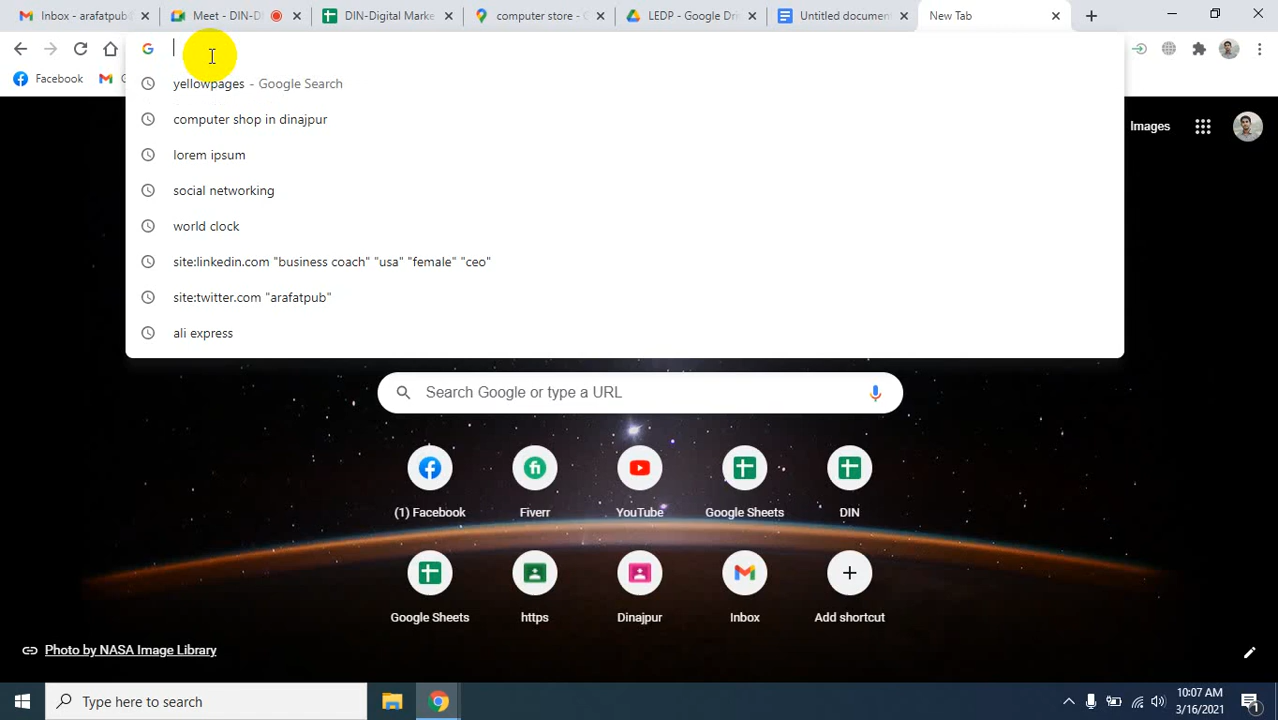 Inbox - arafatpub@
Meet - DIN-D
DIN-Digital Marke
computer store - G
LEDP - Google Dri
Untitled document
New Tab
Facebook
yellowpages - Google Search
computer shop in dinajpur
lorem ipsum
social networking
world clock
site:linkedin.com "business coach" "usa" "female" "ceo"
site:twitter.com "arafatpub"
ali express
Images
Search Google or type a URL
(1) Facebook
Fiverr
YouTube
Google Sheets
DIN
Google Sheets
https
Dinajpur
Inbox
Add shortcut
Photo by NASA Image Library
Type here to search
10:07 AM
3/16/2021
1